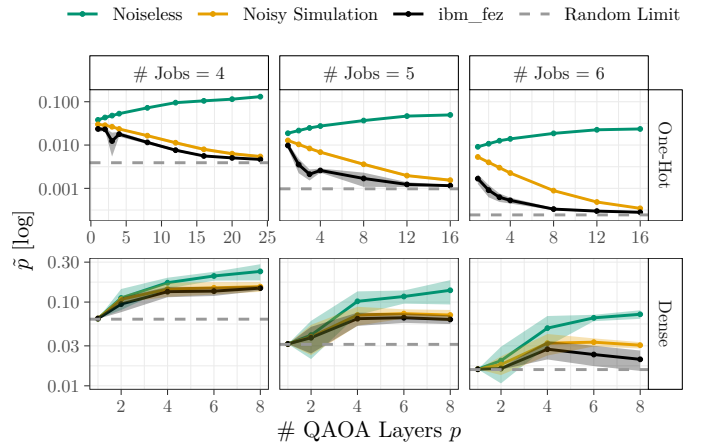 Noiseless Noisy Simulation ibm_fez Random Limit
# Jobs = 4 # Jobs = 5 # Jobs = 6
0.100
0.010
0.001
One-Hot
0 5 10 15 20 25 4 8 12 16 4 8 12 16
p̃ [log]
0.30
0.10
0.03
0.01
Dense
2 4 6 8 2 4 6 8 2 4 6 8
# QAOA Layers p